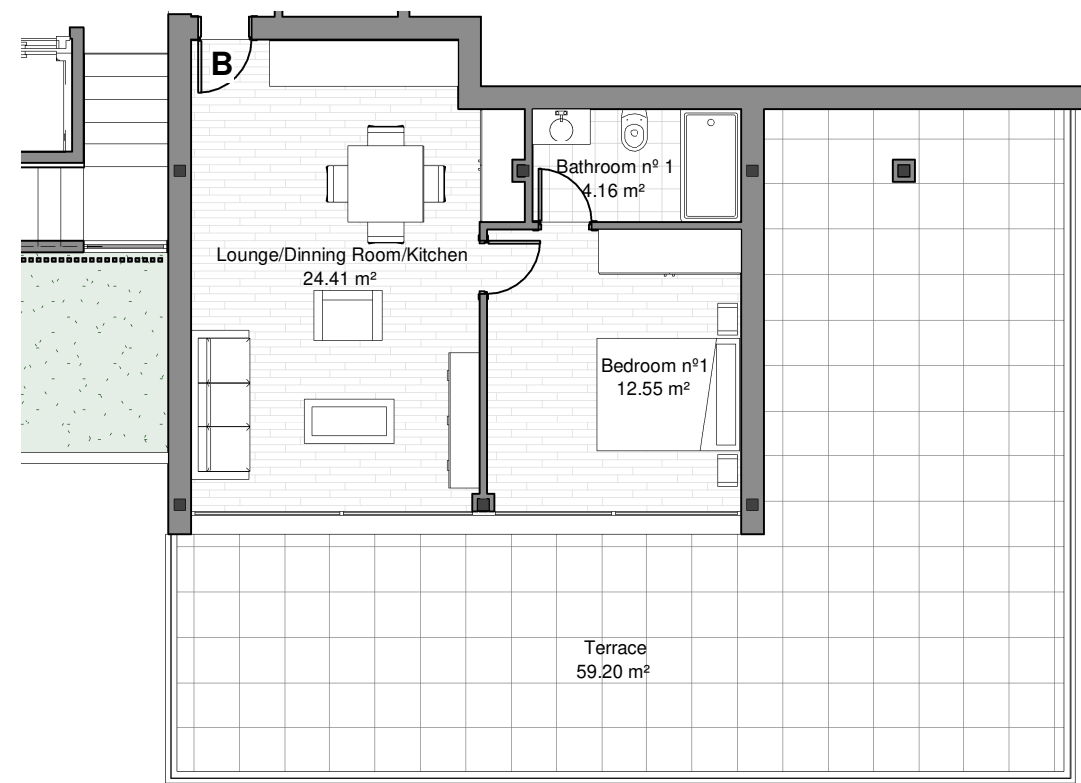 B
Bathroom nº 1
4.16 m²
Lounge/Dinning Room/Kitchen
24.41 m²
Bedroom nº1
12.55 m²
Terrace
59.20 m²